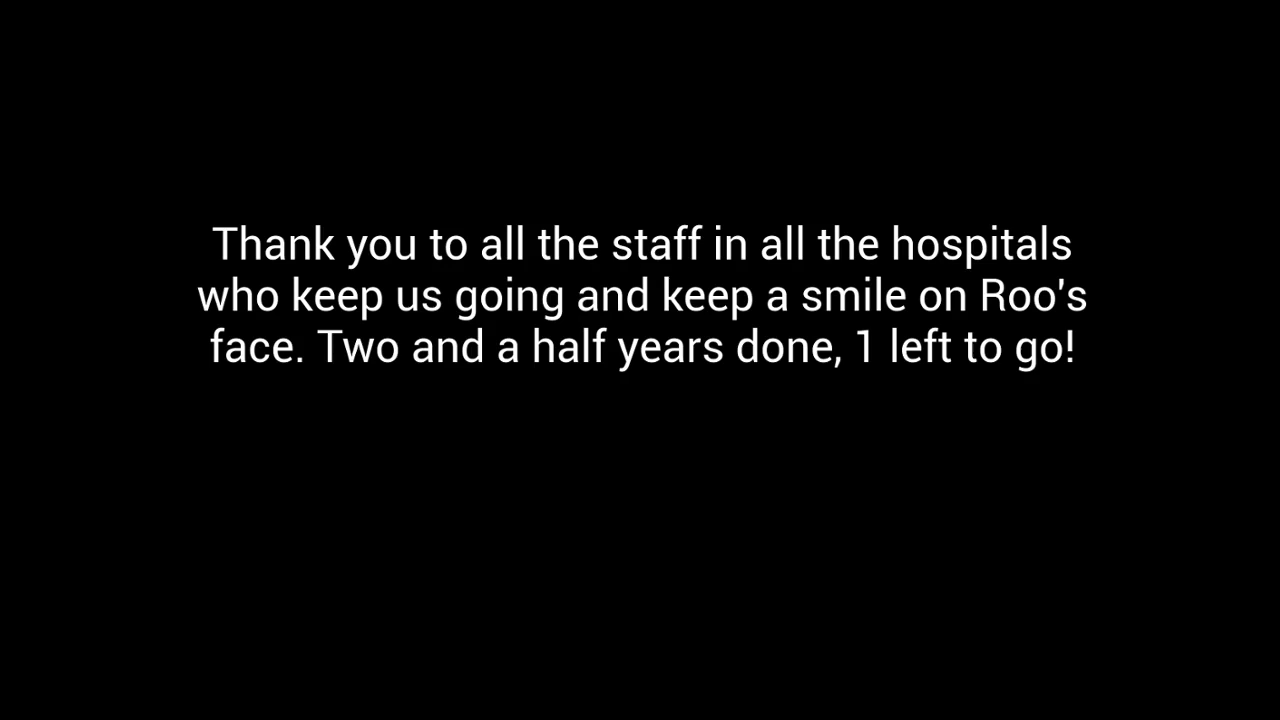 Thank you to all the staff in all the hospitals
who keep us going and keep a smile on Roo's
face. Two and a half years done, 1 left to go!